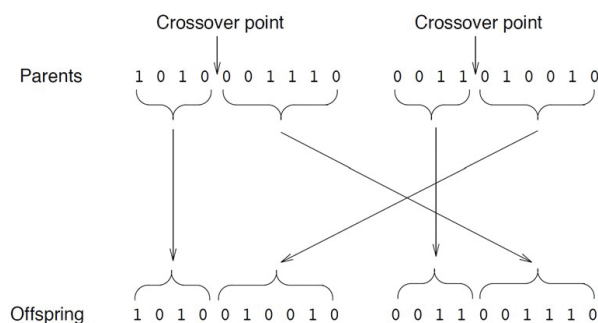 Crossover point Crossover point
Parents 1 0 1 0 0 0 1 1 1 0 0 0 1 1 0 1 0 0 1 0
Offspring 1 0 1 0 0 1 0 0 1 0 0 0 1 1 0 0 1 1 1 0